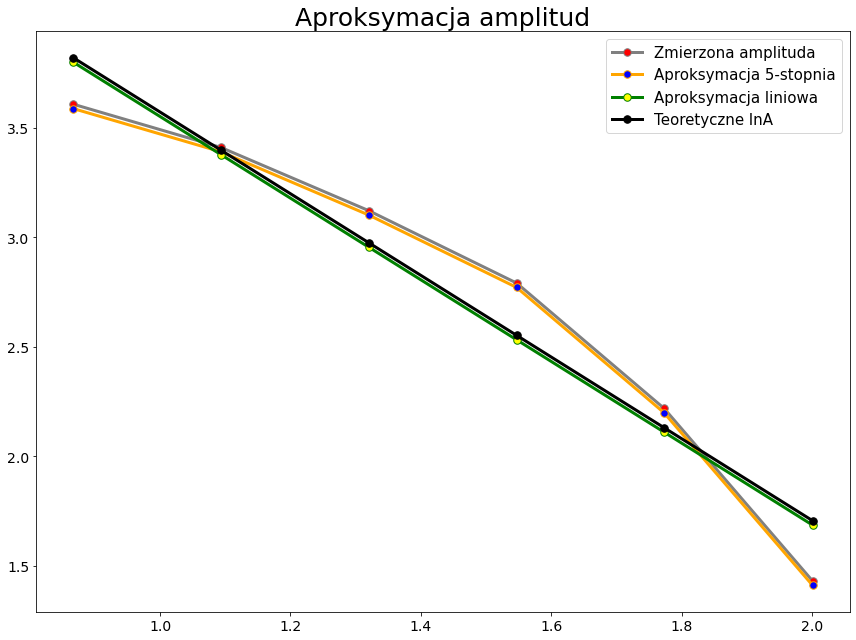 Aproksymacja amplitud
Zmierzona amplituda
Aproksymacja 5-stopnia
Aproksymacja liniowa
Teoretyczne lnA
3.5
3.0
2.5
2.0
1.5
1.0 1.2 1.4 1.6 1.8 2.0